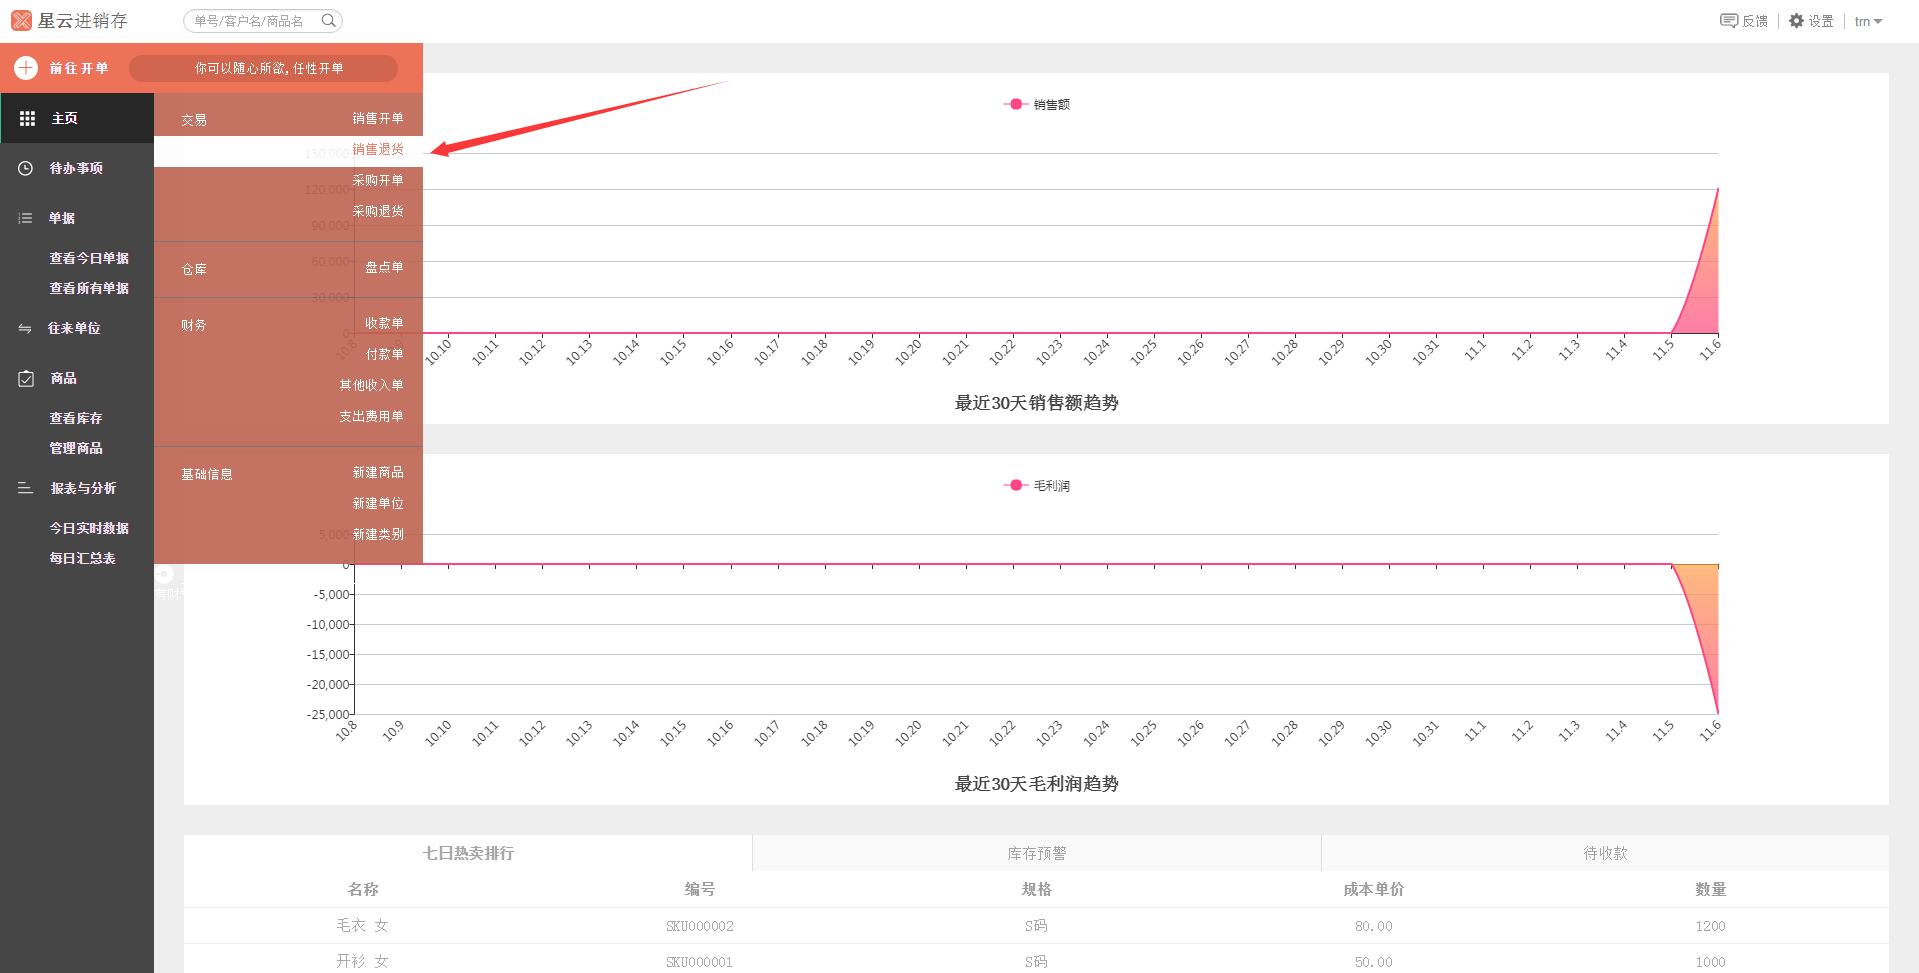 星云进销存
单号/客户名/商品名
反馈
设置
trn
前往开单
你可以随心所欲,任性开单
主页
待办事项
单据
查看今日单据
查看所有单据
往来单位
商品
查看库存
管理商品
报表与分析
今日实时数据
每日汇总表
交易
销售开单
销售退货
采购开单
采购退货
仓库
盘点单
财务
收款单
付款单
其他收入单
支出费用单
基础信息
新建商品
新建单位
新建类别
有财
销售额
150,000
120,000
90,000
60,000
30,000
0
10.8 10.10 10.11 10.12 10.13 10.14 10.15 10.16 10.17 10.18 10.19 10.20 10.21 10.22 10.23 10.24 10.25 10.26 10.27 10.28 10.29 10.30 10.31 11.1 11.2 11.3 11.4 11.5 11.6
最近30天销售额趋势
毛利润
5,000
0
-5,000
-10,000
-15,000
-20,000
-25,000
10.8 10.9 10.10 10.11 10.12 10.13 10.14 10.15 10.16 10.17 10.18 10.19 10.20 10.21 10.22 10.23 10.24 10.25 10.26 10.27 10.28 10.29 10.30 10.31 11.1 11.2 11.3 11.4 11.5 11.6
最近30天毛利润趋势
七日热卖排行 库存预警 待收款
名称 编号 规格 成本单价 数量
毛衣 女 SKU000002 S码 80.00 1200
开衫 女 SKU000001 S码 50.00 1000